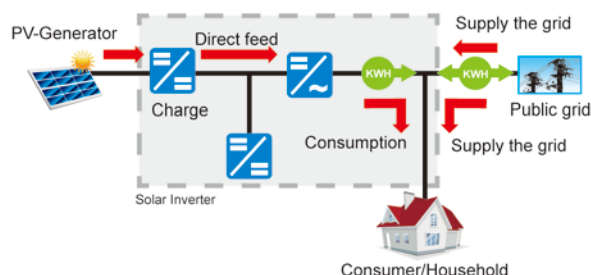 Supply the grid
PV-Generator
Direct feed
KWH
KWH
Charge
Public grid
Consumption
Supply the grid
Solar Inverter
Consumer/Household